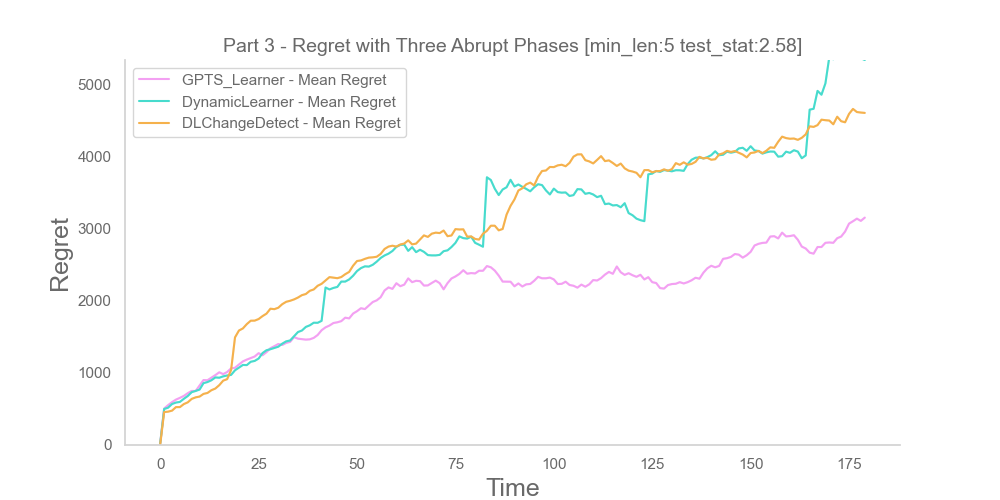 Part 3 - Regret with Three Abrupt Phases [min_len:5 test_stat:2.58]
GPTS_Learner - Mean Regret
DynamicLearner - Mean Regret
DLChangeDetect - Mean Regret
5000
4000
3000
2000
1000
0
Regret
0 25 50 75 100 125 150 175
Time